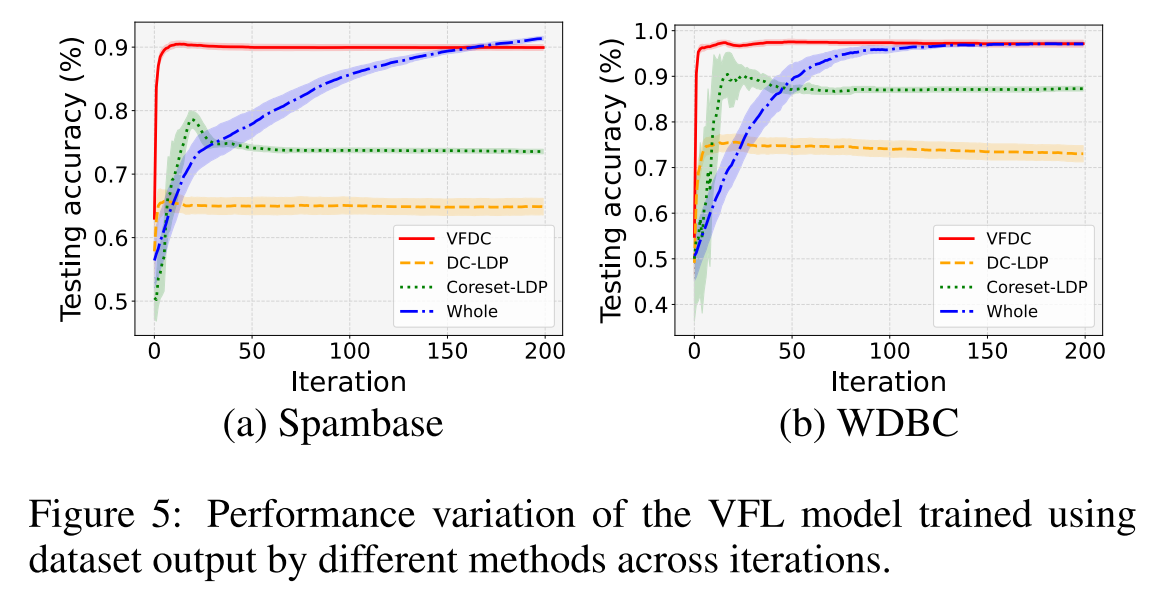 Testing accuracy (%)
0.9
0.8
0.7
0.6
0.5
VFDC
DC-LDP
Coreset-LDP
Whole
0 50 100 150 200
Iteration
(a) Spambase
Testing accuracy (%)
1.0
0.9
0.8
0.7
0.6
0.5
0.4
VFDC
DC-LDP
Coreset-LDP
Whole
0 50 100 150 200
Iteration
(b) WDBC
Figure 5: Performance variation of the VFL model trained using
dataset output by different methods across iterations.